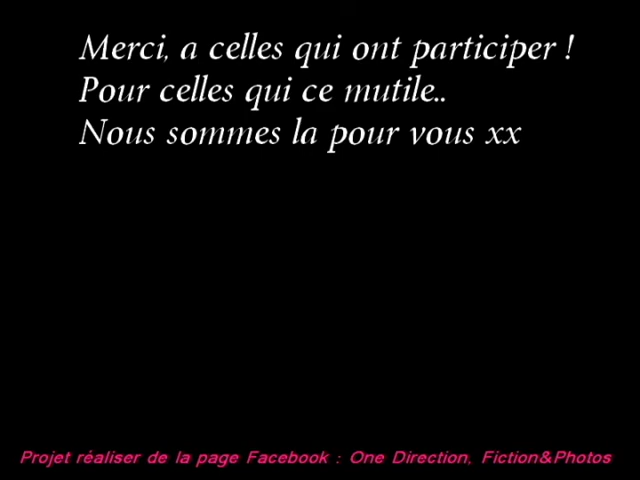 Merci, a celles qui ont participer !
Pour celles qui ce mutile..
Nous sommes la pour vous xx
Projet réaliser de la page Facebook : One Direction, Fiction&Photos